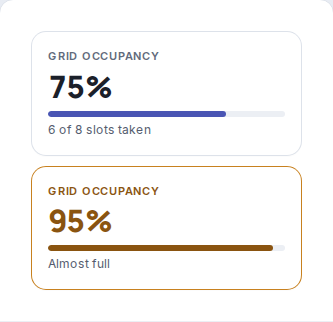 GRID OCCUPANCY
75%
6 of 8 slots taken
GRID OCCUPANCY
95%
Almost full